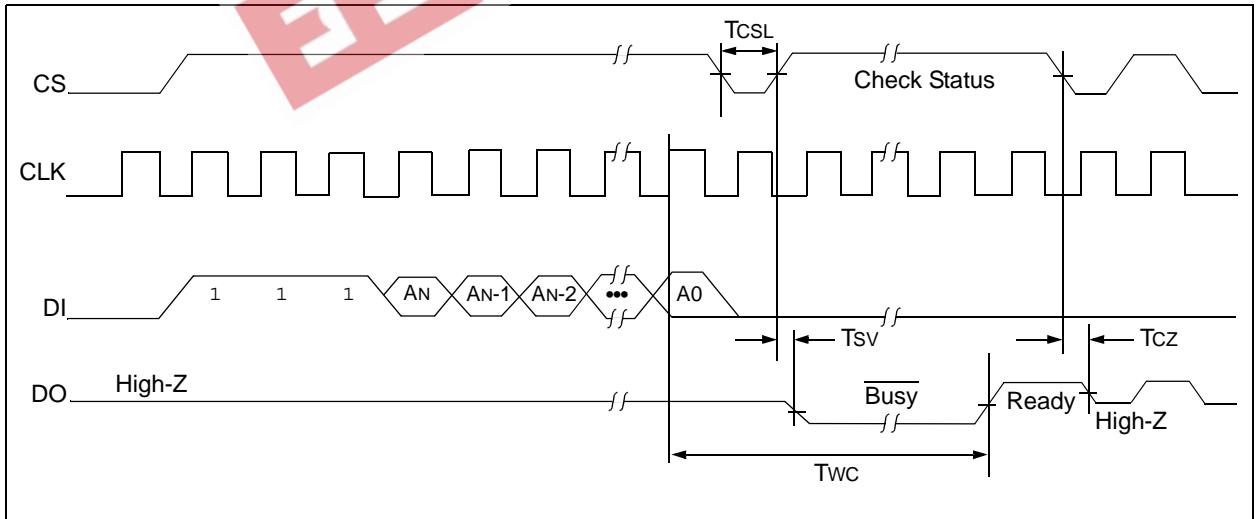 TCSL
CS
Check Status
CLK
DI
1 1 1 AN AN-1 AN-2 ••• A0
TSV
TCZ
DO
High-Z
Busy
Ready
High-Z
TWC